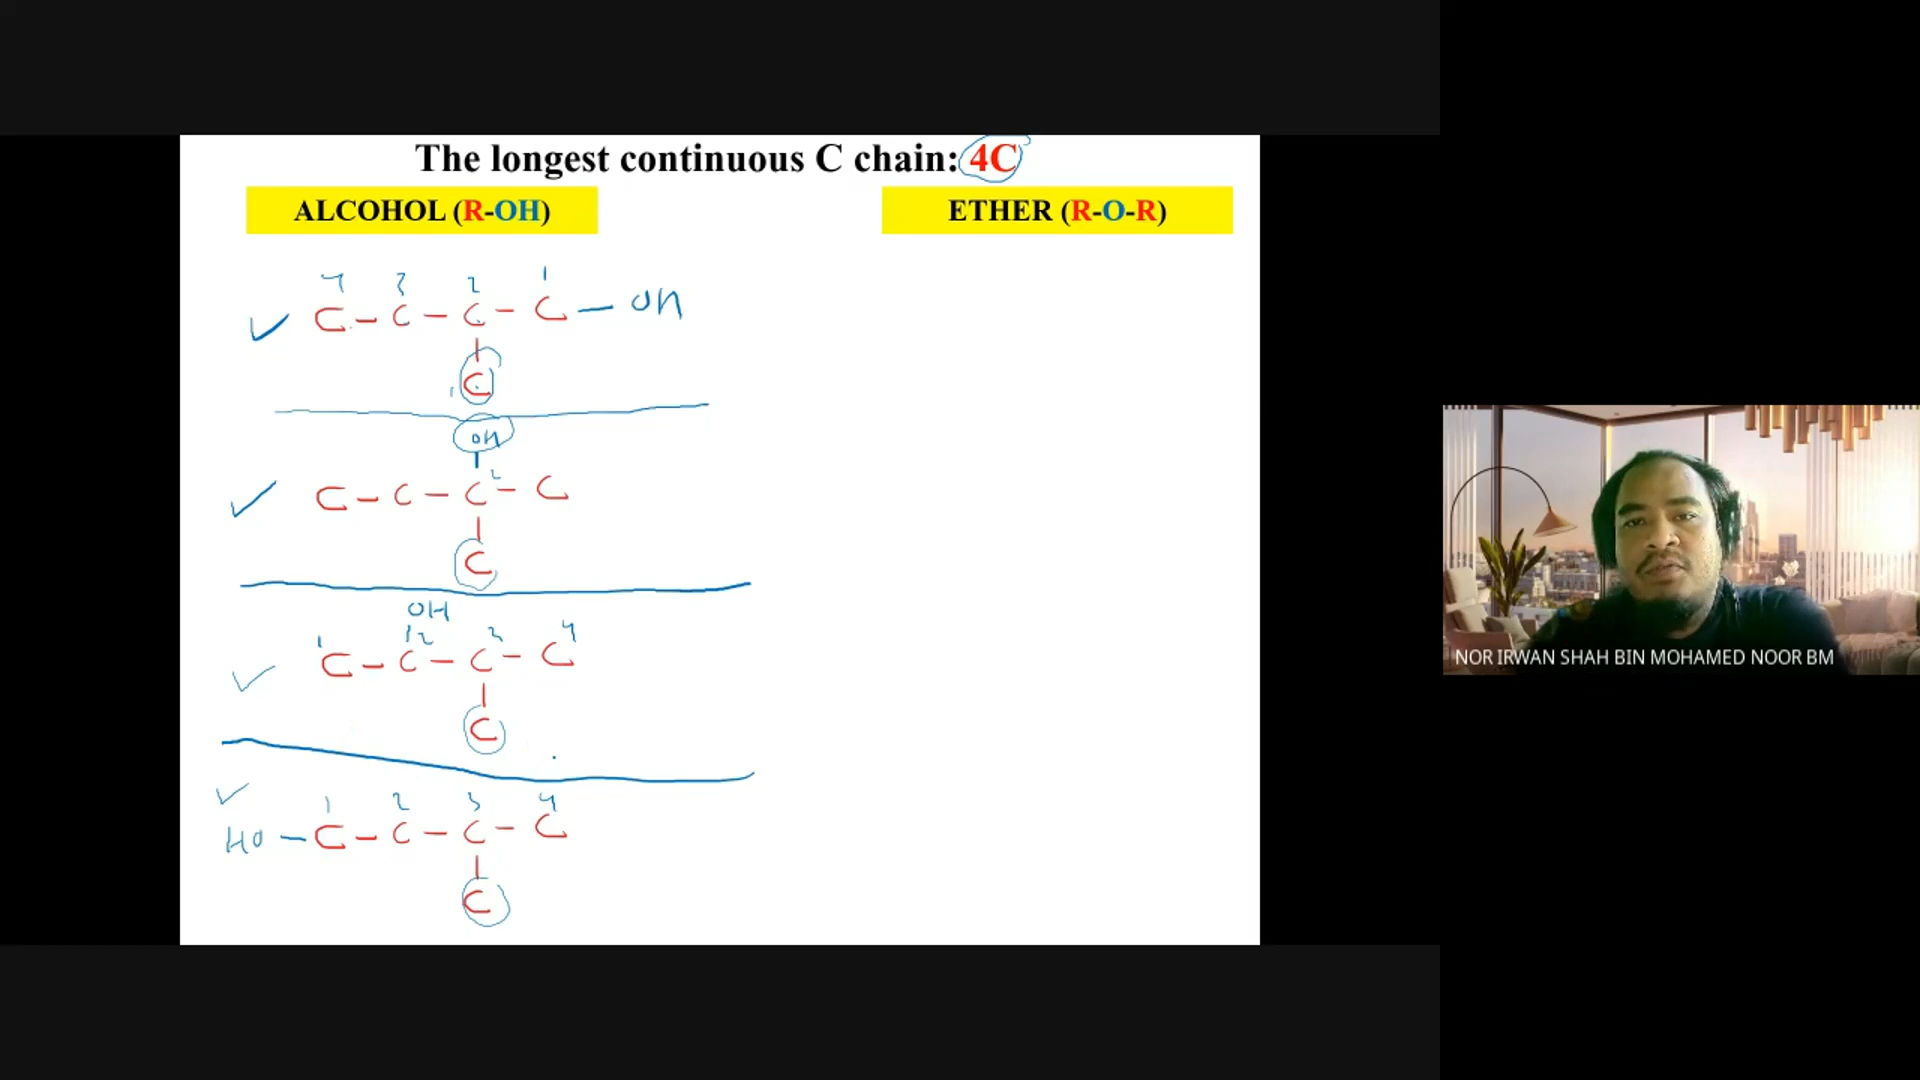 The longest continuous C chain: 4C
ALCOHOL (R-OH)
ETHER (R-O-R)
4 3 2 1
C - C - C - C - OH
C
OH
2
C - C - C - C
C
OH
1 2 3 4
C - C - C - C
C
1 2 3 4
HO - C - C - C - C
C
NOR IRWAN SHAH BIN MOHAMED NOOR BM